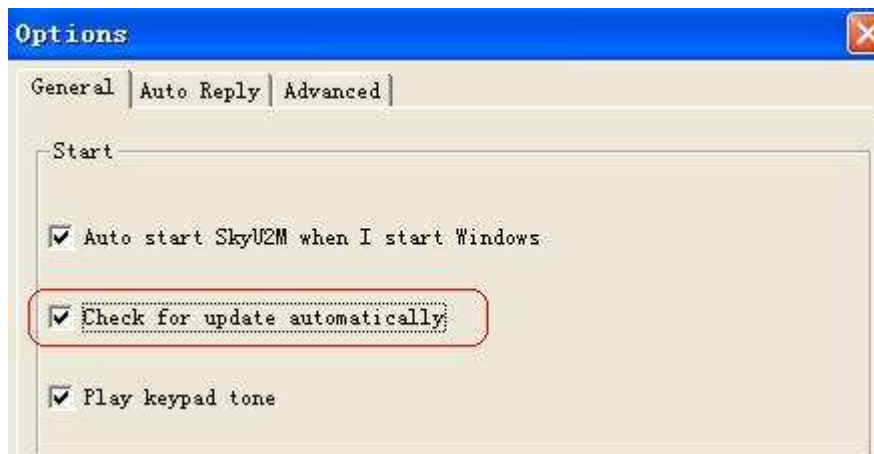 Options
General Auto Reply Advanced
Start
Auto start SkyU2M when I start Windows
Check for update automatically
Play keypad tone